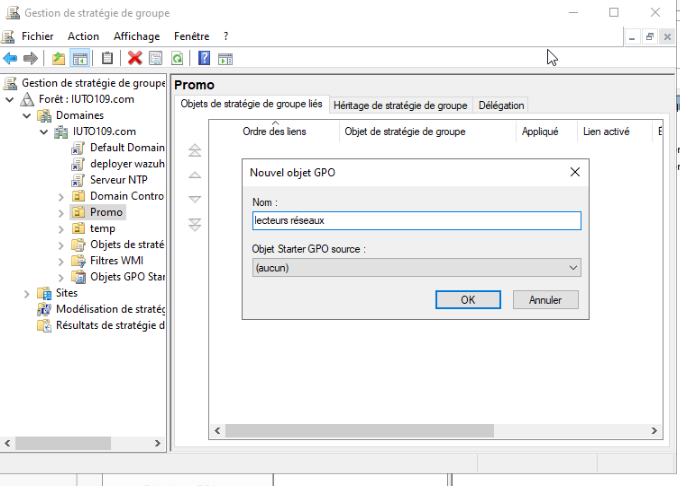 Gestion de stratégie de groupe
Fichier Action Affichage Fenêtre ?
Gestion de stratégie de groupe
Forêt : IUTO109.com
Domaines
IUTO109.com
Default Domain
deployer wazuh
Serveur NTP
Domain Contro
Promo
temp
Objets de straté
Filtres WMI
Objets GPO Star
Sites
Modélisation de straté
Résultats de stratégie d
Promo
Objets de stratégie de groupe liés Héritage de stratégie de groupe Délégation
Ordre des liens Objet de stratégie de groupe Appliqué Lien activé
Nouvel objet GPO
Nom :
lecteurs réseaux
Objet Starter GPO source :
(aucun)
OK Annuler